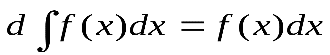 d ∫f(x)dx = f(x)dx